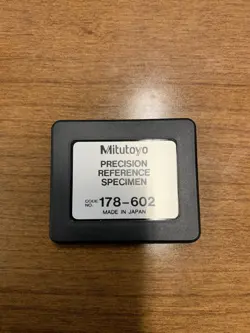 Mitutoyo
PRECISION
REFERENCE
SPECIMEN
CODE NO. 178-602
MADE IN JAPAN